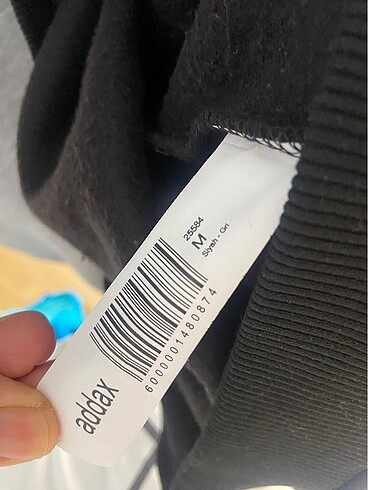 25584
M
Siyah - Gri
6000001480874
addax